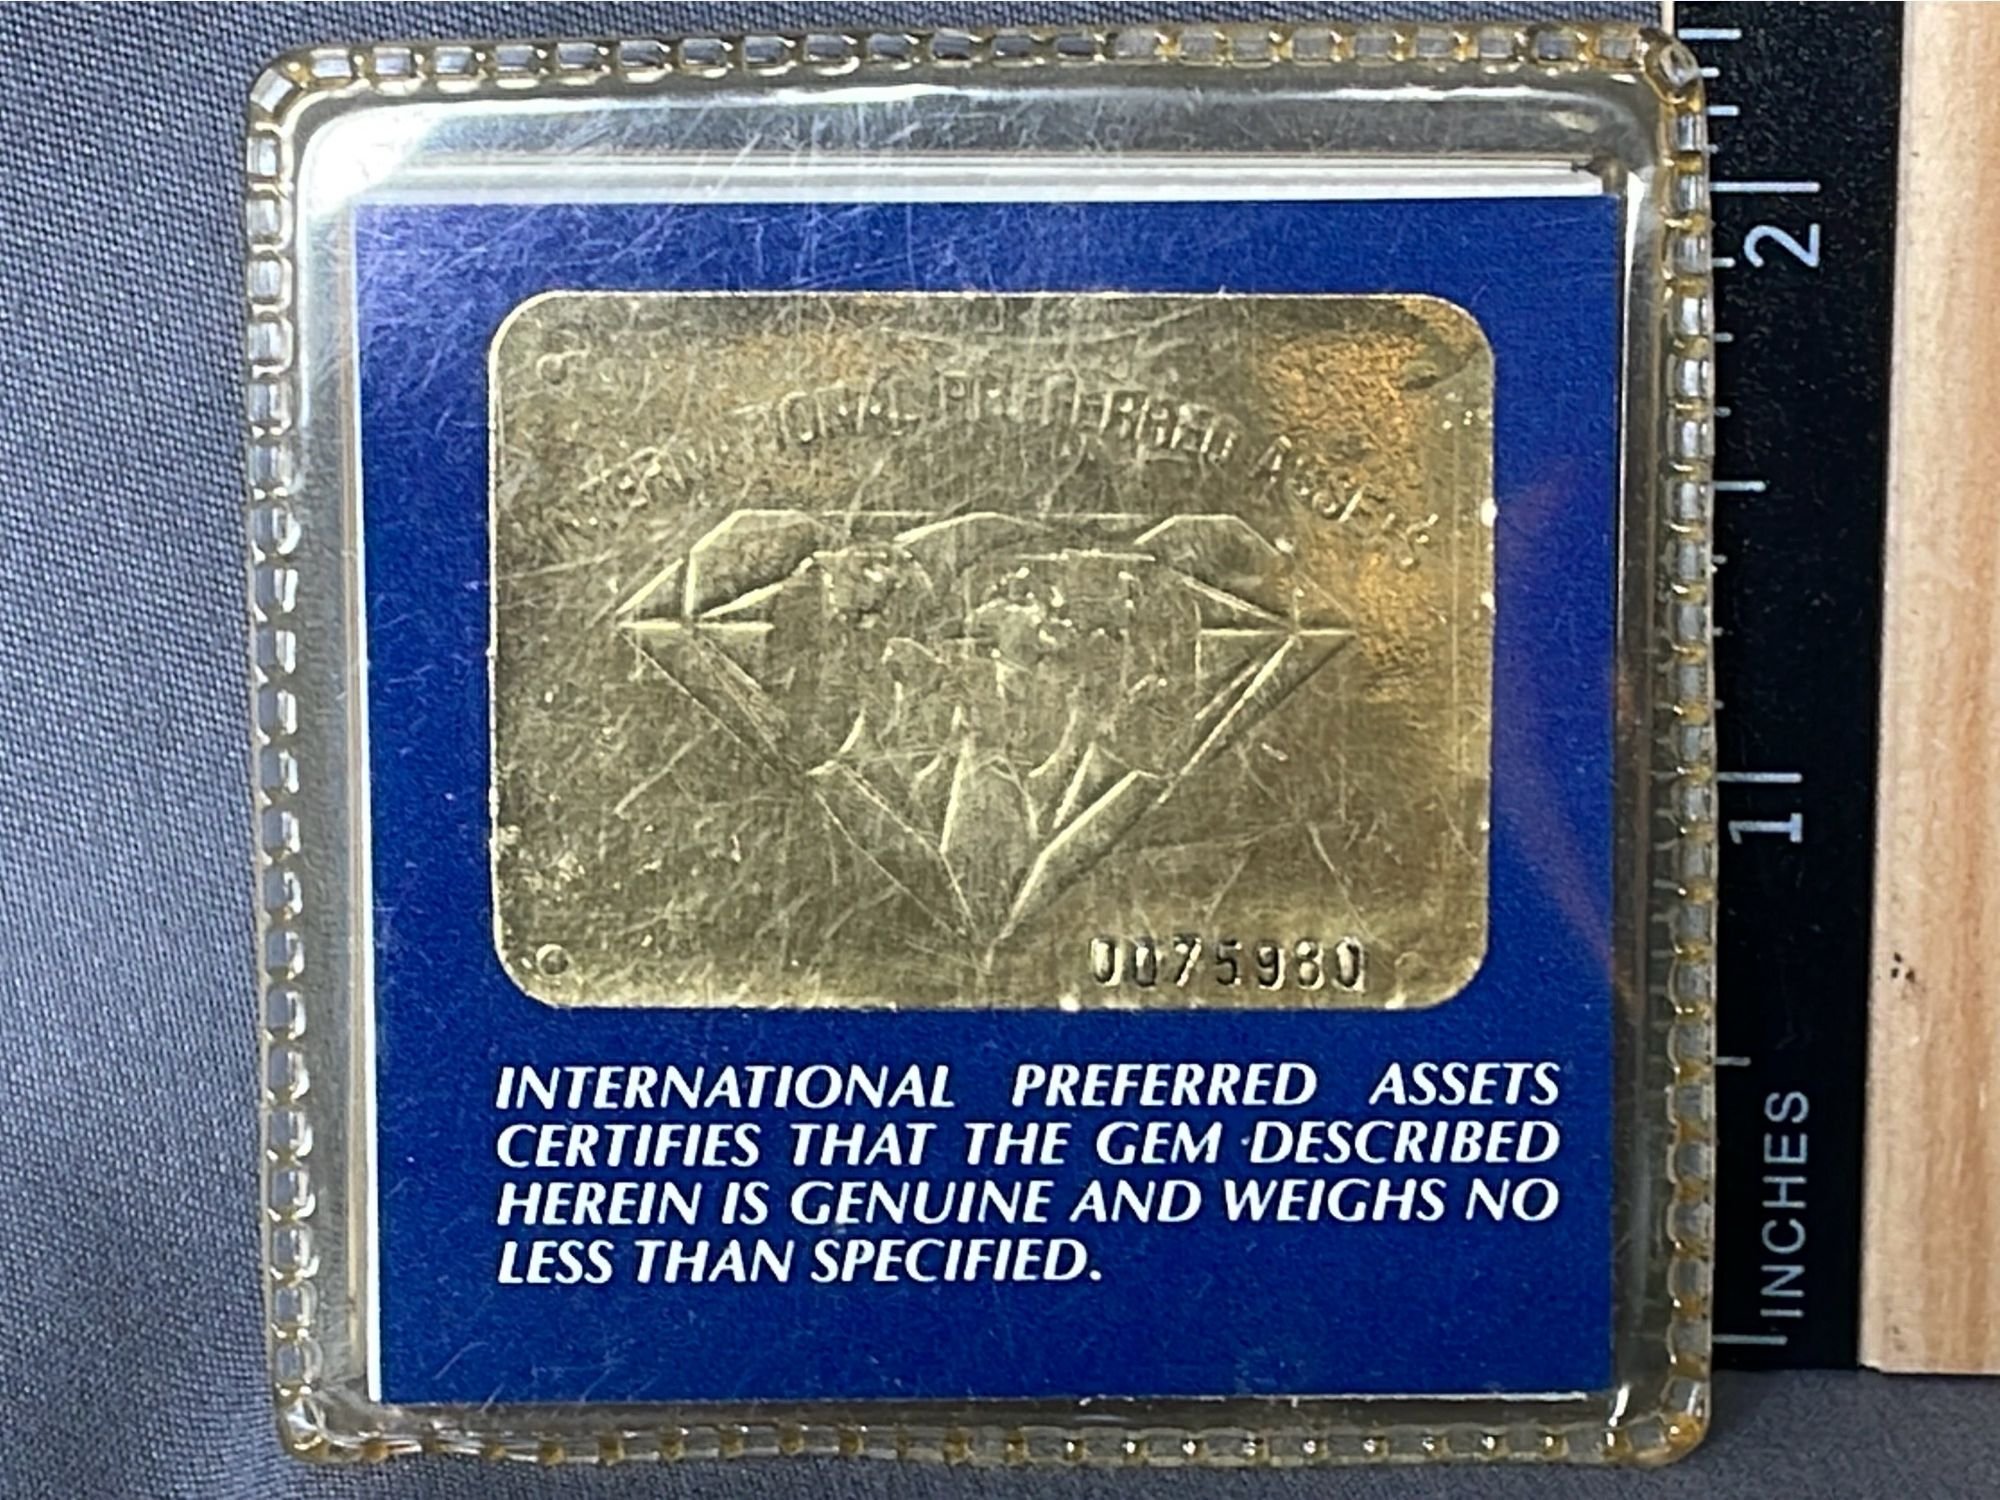 INTERNATIONAL PREFERRED ASSETS
0075980
INTERNATIONAL PREFERRED ASSETS
CERTIFIES THAT THE GEM DESCRIBED
HEREIN IS GENUINE AND WEIGHS NO
LESS THAN SPECIFIED.
2
1
INCHES